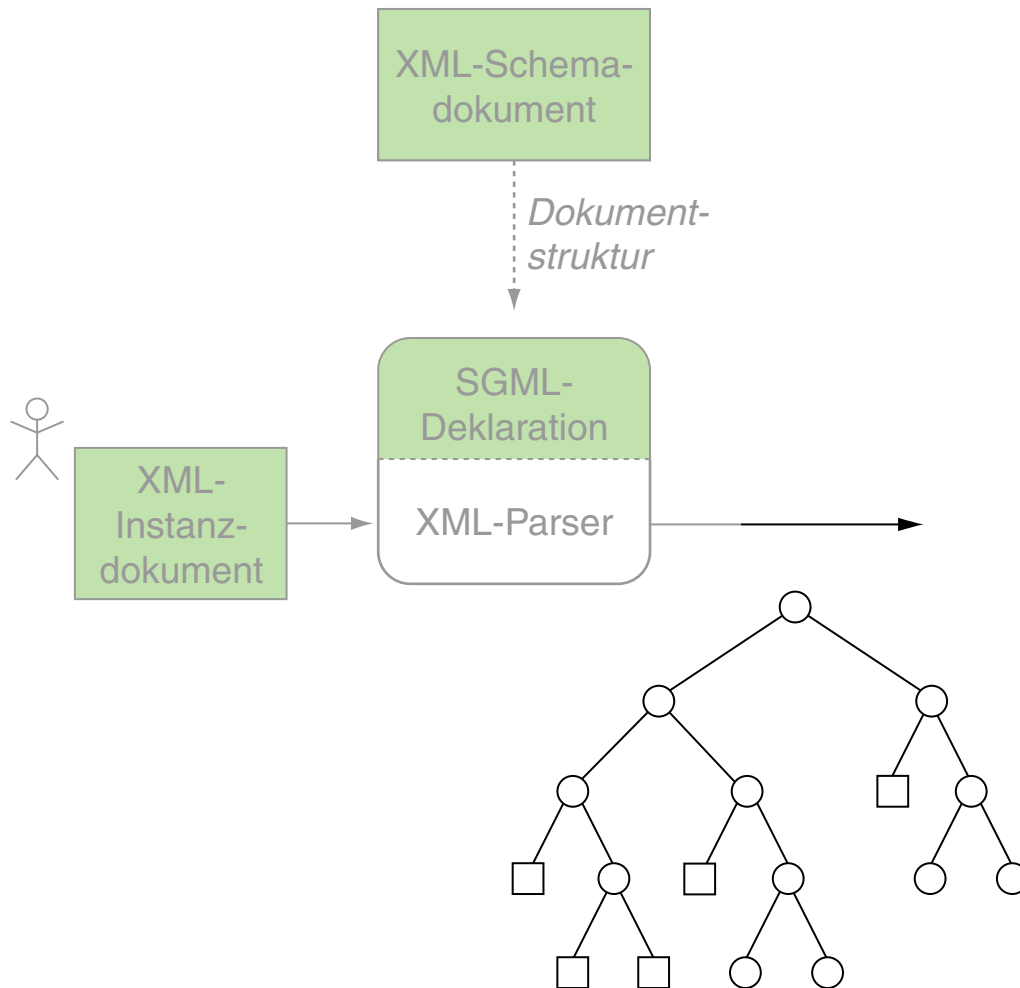 XML-Schema-
dokument
Dokument-
struktur
SGML-
Deklaration
XML-
Instanz-
dokument
XML-Parser